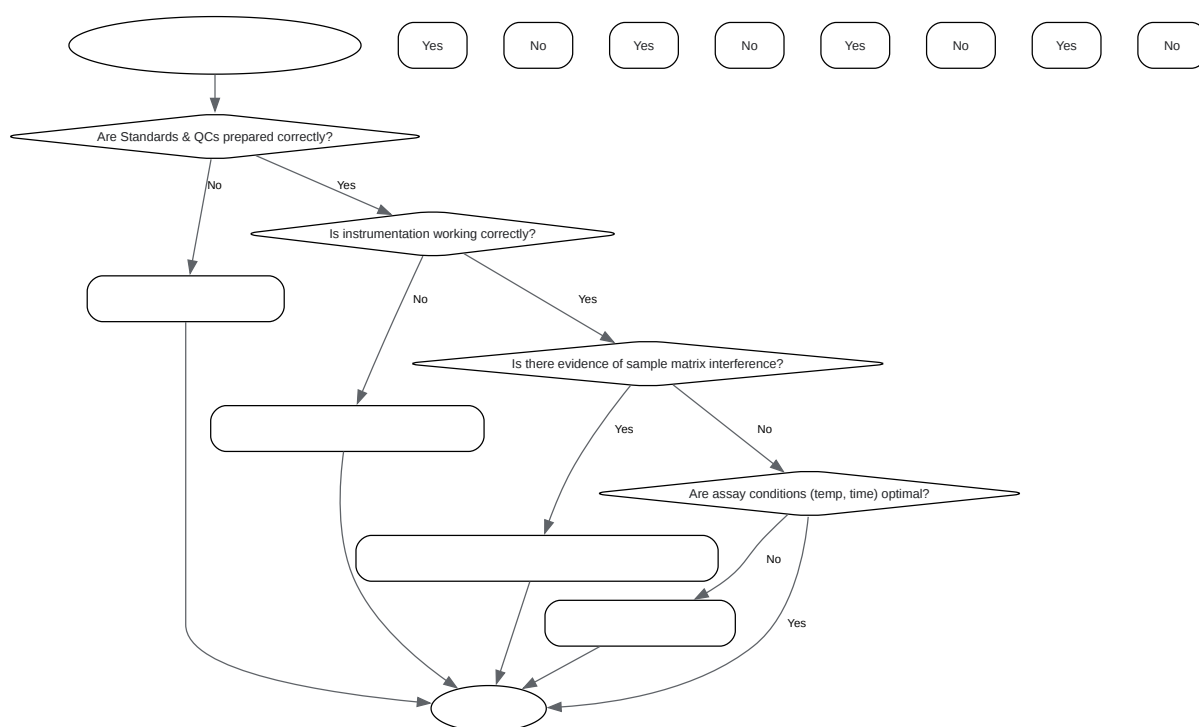 Yes
No
Yes
No
Yes
No
Yes
No
Are Standards & QCs prepared correctly?
No
Yes
Is instrumentation working correctly?
No
Yes
Is there evidence of sample matrix interference?
Yes
No
Are assay conditions (temp, time) optimal?
No
Yes